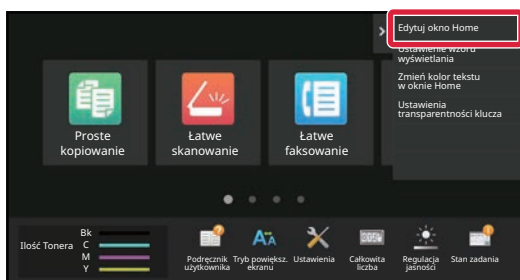 Edytuj okno Home
Ustawienie wzoru
wyświetlania
Zmień kolor tekstu
w oknie Home
Ustawienia
transparentności klucza
Proste
kopiowanie
Łatwe
skanowanie
Łatwe
faksowanie
Ilość Tonera
Bk
C
M
Y
Podręcznik
użytkownika
Tryb powiększ.
ekranu
Ustawienia
Całkowita
liczba
Regulacja
jasności
Stan zadania